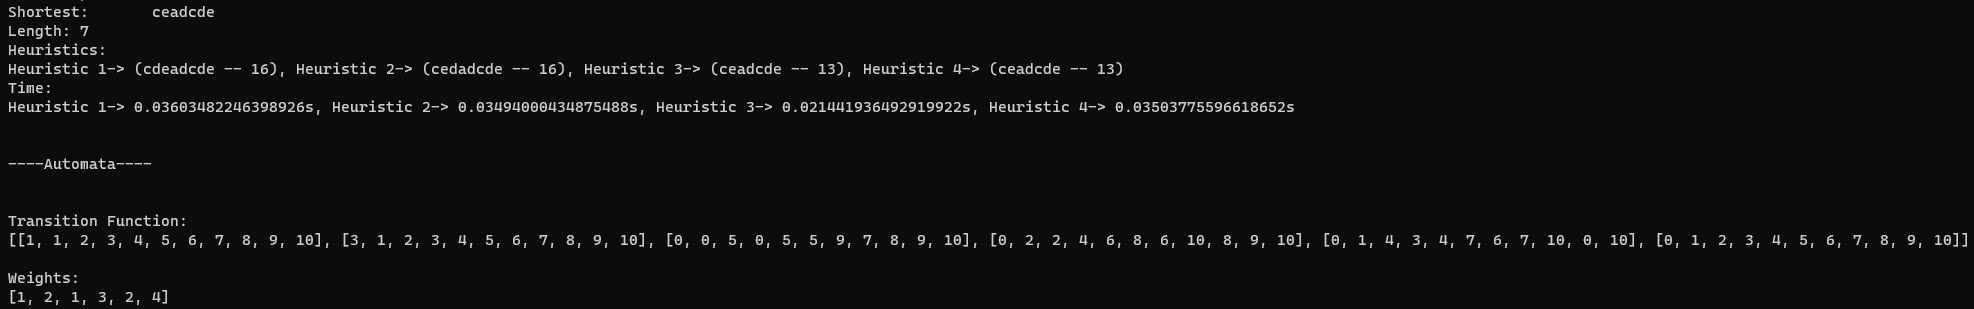 Shortest: ceadcde
Length: 7
Heuristics:
Heuristic 1-> (cdeadcde -- 16), Heuristic 2-> (cedadcde -- 16), Heuristic 3-> (ceadcde -- 13), Heuristic 4-> (ceadcde -- 13)
Time:
Heuristic 1-> 0.03603482246398926s, Heuristic 2-> 0.03494000434875488s, Heuristic 3-> 0.021441936492919922s, Heuristic 4-> 0.03503775596618652s
----Automata----
Transition Function:
[[1, 1, 2, 3, 4, 5, 6, 7, 8, 9, 10], [3, 1, 2, 3, 4, 5, 6, 7, 8, 9, 10], [0, 0, 5, 0, 5, 5, 9, 7, 8, 9, 10], [0, 2, 2, 4, 6, 8, 6, 10, 8, 9, 10], [0, 1, 4, 3, 4, 7, 6, 7, 10, 0, 10], [0, 1, 2, 3, 4, 5, 6, 7, 8, 9, 10]]
Weights:
[1, 2, 1, 3, 2, 4]